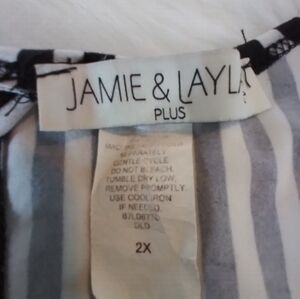 JAMIE & LAYLA
PLUS
SEPARATELY
GENTLE CYCLE
DO NOT BLEACH.
TUMBLE DRY LOW,
REMOVE PROMPTLY.
USE COOL IRON
IF NEEDED.
2X